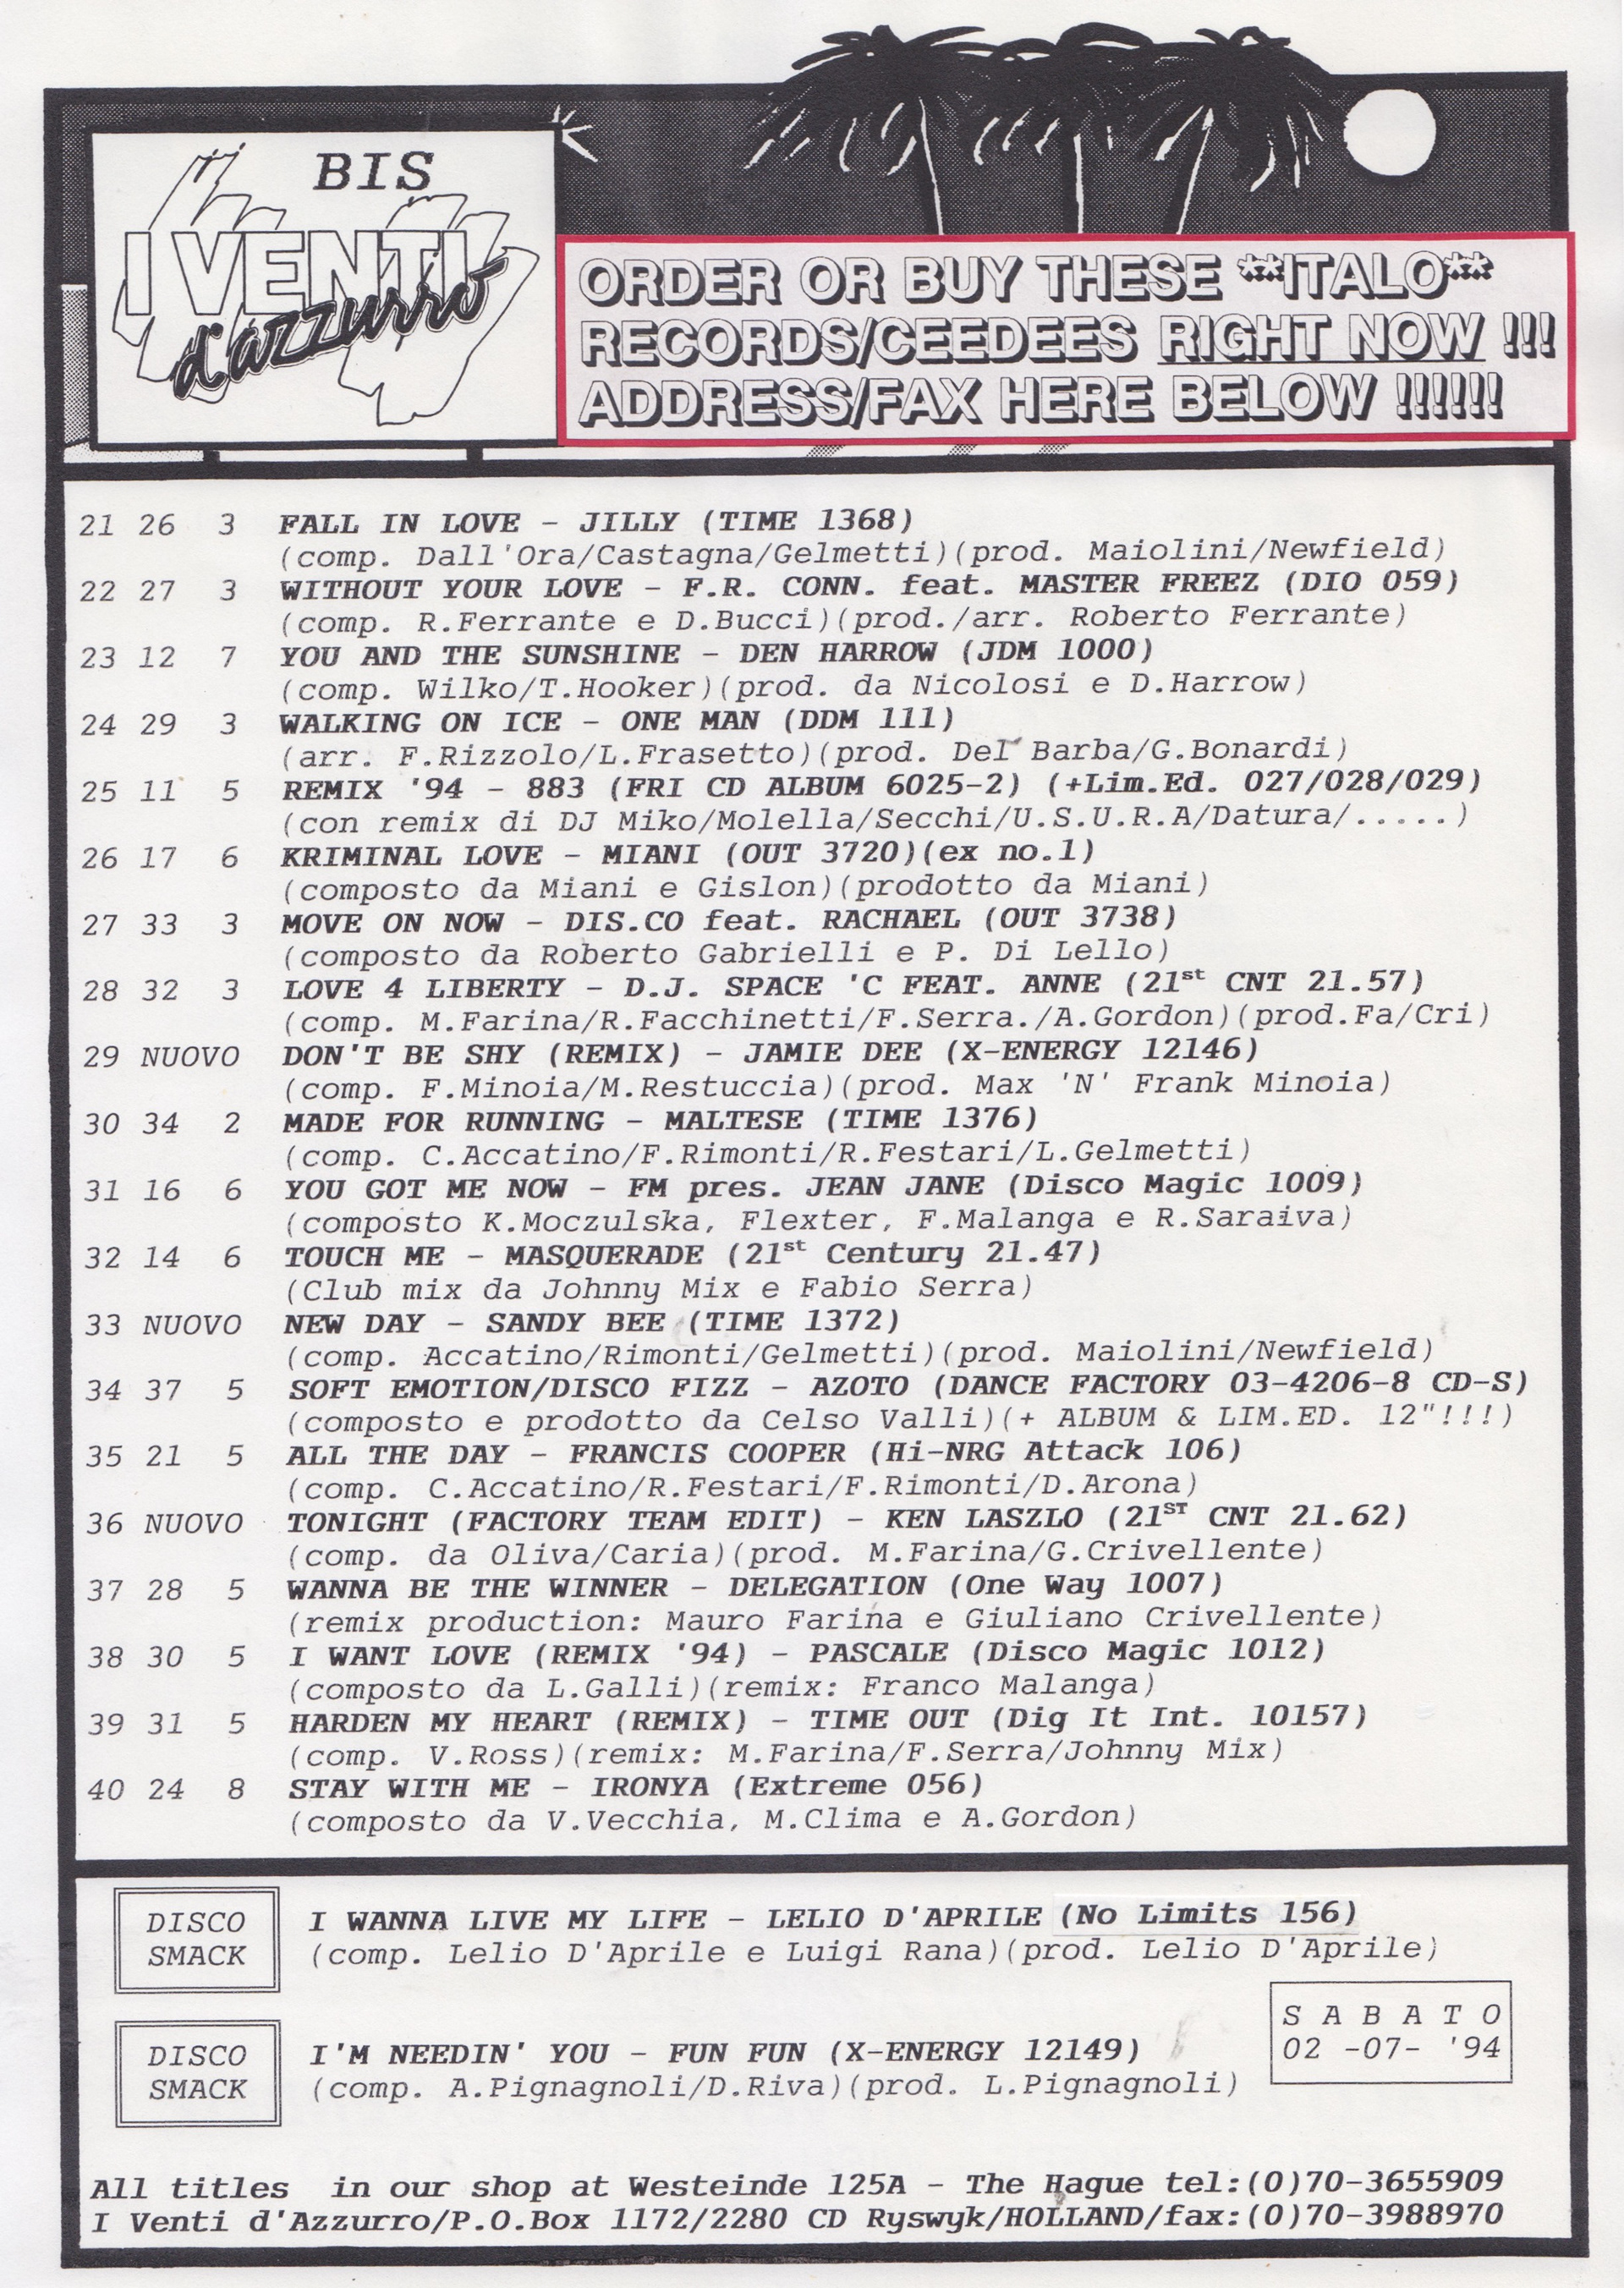 BIS
I VENTI
d'azzurro
ORDER OR BUY THESE **ITALO**
RECORDS/CEEDEES RIGHT NOW !!!
ADDRESS/FAX HERE BELOW !!!!!!
21 26 3 FALL IN LOVE - JILLY (TIME 1368)
(comp. Dall'Ora/Castagna/Gelmetti)(prod. Maiolini/Newfield)
22 27 3 WITHOUT YOUR LOVE - F.R. CONN. feat. MASTER FREEZ (DIO 059)
(comp. R.Ferrante e D.Bucci)(prod./arr. Roberto Ferrante)
23 12 7 YOU AND THE SUNSHINE - DEN HARROW (JDM 1000)
(comp. Wilko/T.Hooker)(prod. da Nicolosi e D.Harrow)
24 29 3 WALKING ON ICE - ONE MAN (DDM 111)
(arr. F.Rizzolo/L.Frasetto)(prod. Del Barba/G.Bonardi)
25 11 5 REMIX '94 - 883 (FRI CD ALBUM 6025-2) (+Lim.Ed. 027/028/029)
(con remix di DJ Miko/Molella/Secchi/U.S.U.R.A/Datura/.....)
26 17 6 KRIMINAL LOVE - MIANI (OUT 3720)(ex no.1)
(composto da Miani e Gislon)(prodotto da Miani)
27 33 3 MOVE ON NOW - DIS.CO feat. RACHAEL (OUT 3738)
(composto da Roberto Gabrielli e P. Di Lello)
28 32 3 LOVE 4 LIBERTY - D.J. SPACE 'C FEAT. ANNE (21st CNT 21.57)
(comp. M.Farina/R.Facchinetti/F.Serra./A.Gordon)(prod.Fa/Cri)
29 NUOVO DON'T BE SHY (REMIX) - JAMIE DEE (X-ENERGY 12146)
(comp. F.Minoia/M.Restuccia)(prod. Max 'N' Frank Minoia)
30 34 2 MADE FOR RUNNING - MALTESE (TIME 1376)
(comp. C.Accatino/F.Rimonti/R.Festari/L.Gelmetti)
31 16 6 YOU GOT ME NOW - FM pres. JEAN JANE (Disco Magic 1009)
(composto K.Moczulska, Flexter, F.Malanga e R.Saraiva)
32 14 6 TOUCH ME - MASQUERADE (21st Century 21.47)
(Club mix da Johnny Mix e Fabio Serra)
33 NUOVO NEW DAY - SANDY BEE (TIME 1372)
(comp. Accatino/Rimonti/Gelmetti)(prod. Maiolini/Newfield)
34 37 5 SOFT EMOTION/DISCO FIZZ - AZOTO (DANCE FACTORY 03-4206-8 CD-S)
(composto e prodotto da Celso Valli)(+ ALBUM & LIM.ED. 12"!!!)
35 21 5 ALL THE DAY - FRANCIS COOPER (Hi-NRG Attack 106)
(comp. C.Accatino/R.Festari/F.Rimonti/D.Arona)
36 NUOVO TONIGHT (FACTORY TEAM EDIT) - KEN LASZLO (21ST CNT 21.62)
(comp. da Oliva/Caria)(prod. M.Farina/G.Crivellente)
37 28 5 WANNA BE THE WINNER - DELEGATION (One Way 1007)
(remix production: Mauro Farina e Giuliano Crivellente)
38 30 5 I WANT LOVE (REMIX '94) - PASCALE (Disco Magic 1012)
(composto da L.Galli)(remix: Franco Malanga)
39 31 5 HARDEN MY HEART (REMIX) - TIME OUT (Dig It Int. 10157)
(comp. V.Ross)(remix: M.Farina/F.Serra/Johnny Mix)
40 24 8 STAY WITH ME - IRONYA (Extreme 056)
(composto da V.Vecchia, M.Clima e A.Gordon)
DISCO
SMACK
I WANNA LIVE MY LIFE - LELIO D'APRILE (No Limits 156)
(comp. Lelio D'Aprile e Luigi Rana)(prod. Lelio D'Aprile)
DISCO
SMACK
I'M NEEDIN' YOU - FUN FUN (X-ENERGY 12149)
(comp. A.Pignagnoli/D.Riva)(prod. L.Pignagnoli)
S A B A T O
02 -07- '94
All titles in our shop at Westeinde 125A - The Hague tel:(0)70-3655909
I Venti d'Azzurro/P.O.Box 1172/2280 CD Ryswyk/HOLLAND/fax:(0)70-3988970